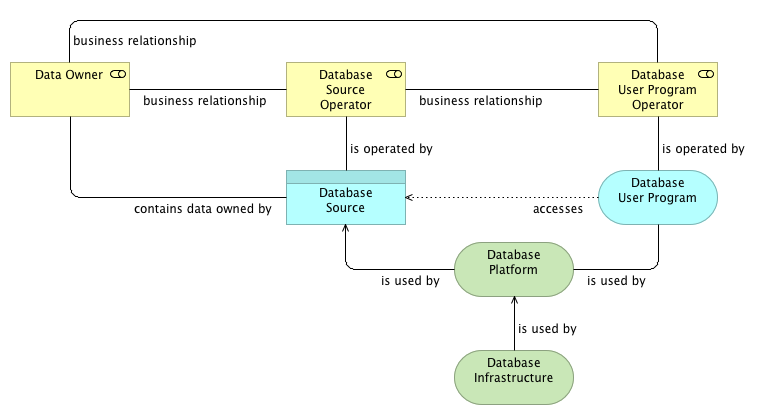 business relationship
Data Owner
Database
Source
Operator
Database
User Program
Operator
business relationship
business relationship
is operated by
is operated by
Database
Source
Database
User Program
contains data owned by
accesses
Database
Platform
is used by
is used by
is used by
Database
Infrastructure